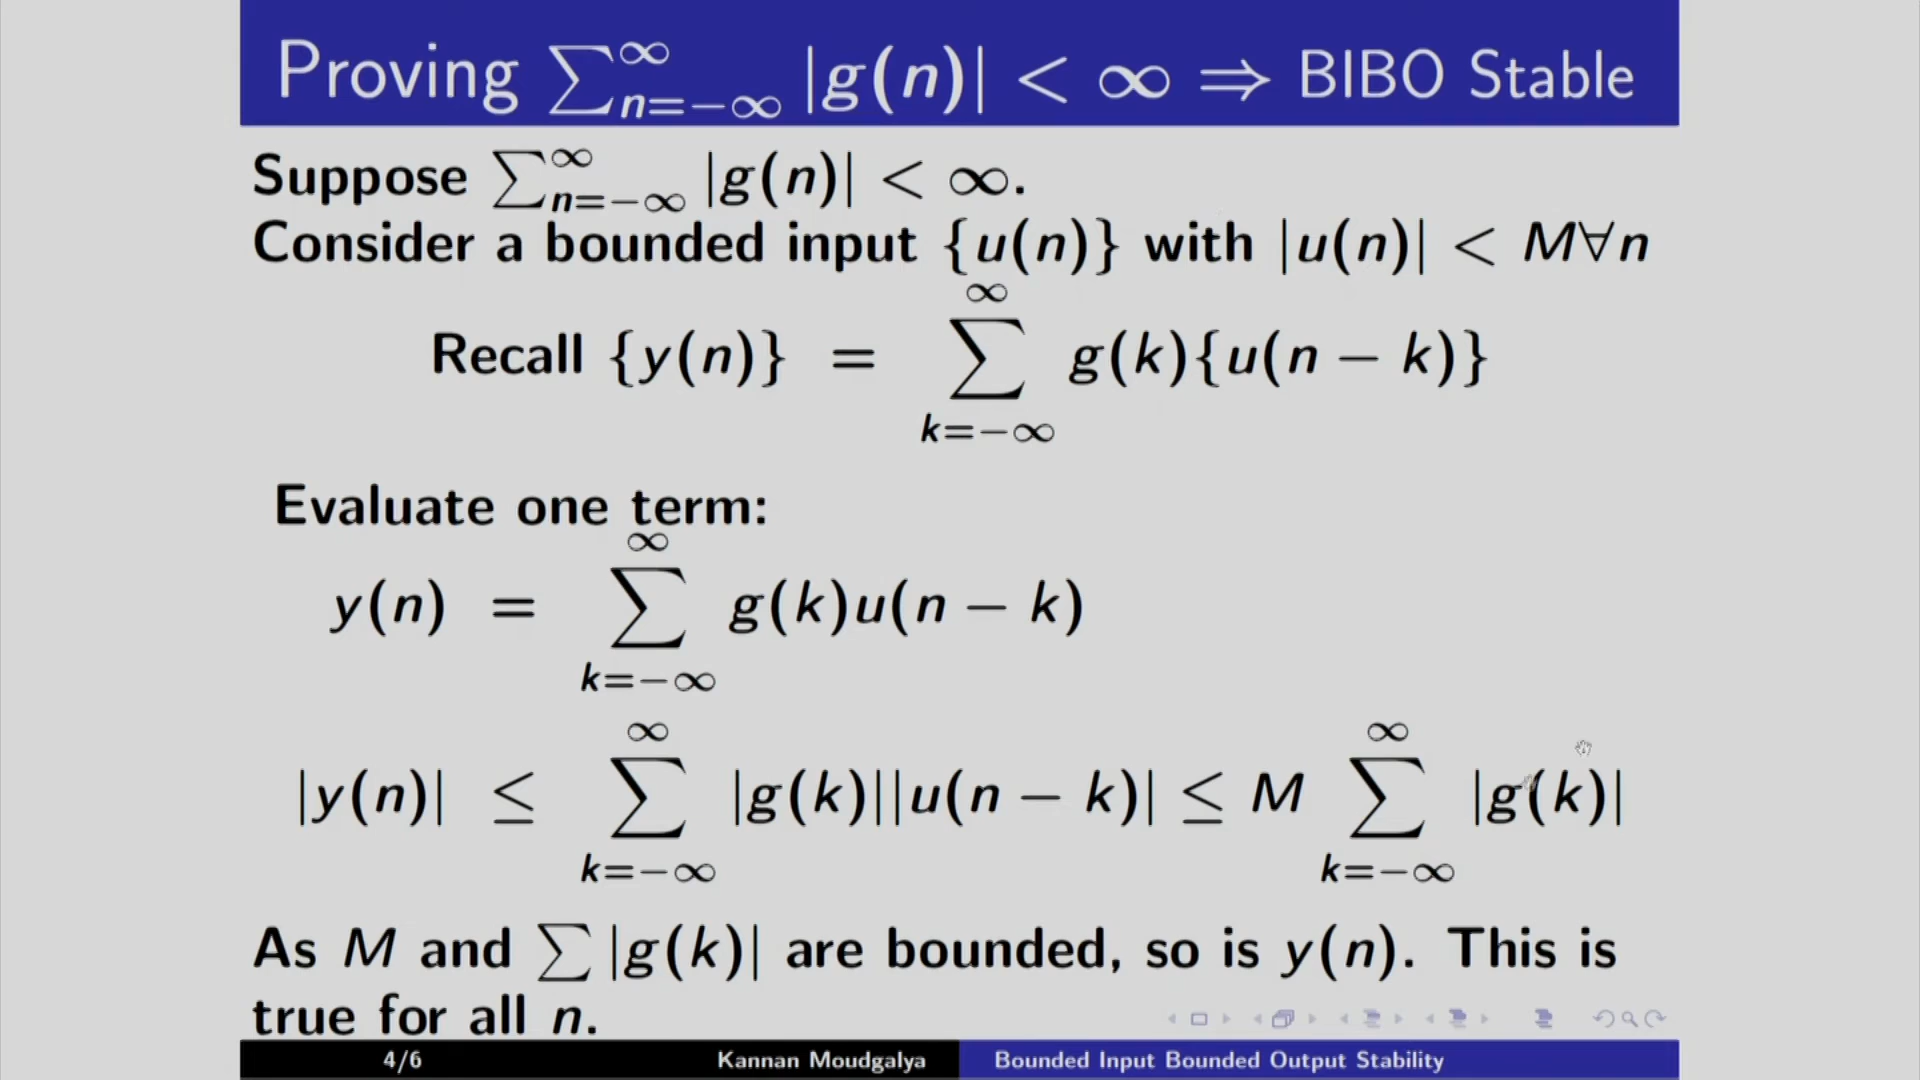 Proving ∑_{n=−∞}^{∞} |g(n)| < ∞ ⇒ BIBO Stable
Suppose ∑_{n=−∞}^{∞} |g(n)| < ∞.
Consider a bounded input {u(n)} with |u(n)| < M∀n
Recall {y(n)} = ∑_{k=−∞}^{∞} g(k){u(n − k)}
Evaluate one term:
y(n) = ∑_{k=−∞}^{∞} g(k)u(n − k)
|y(n)| ≤ ∑_{k=−∞}^{∞} |g(k)||u(n − k)| ≤ M ∑_{k=−∞}^{∞} |g(k)|
As M and ∑ |g(k)| are bounded, so is y(n). This is
true for all n.
4/6 Kannan Moudgalya Bounded Input Bounded Output Stability